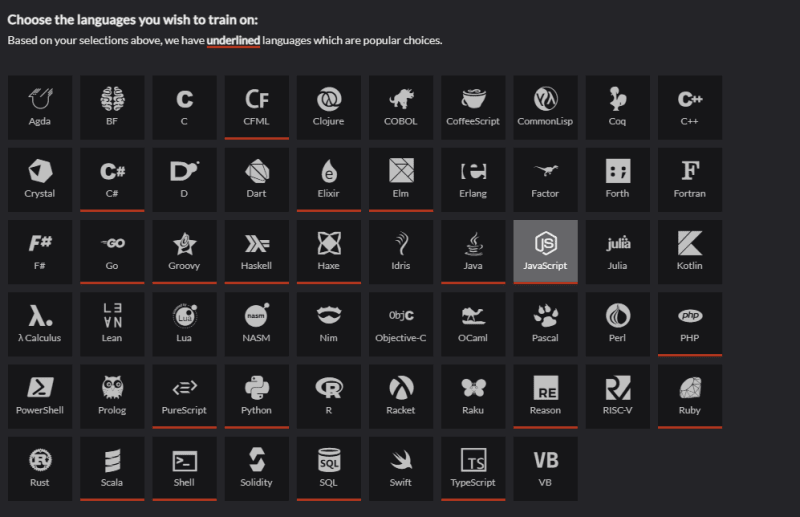 Choose the languages you wish to train on:
Based on your selections above, we have underlined languages which are popular choices.
C CF C++
Agda BF C CFML Clojure COBOL CoffeeScript CommonLisp Coq C++
C# D e [e] :; F
Crystal C# D Dart Elixir Elm Erlang Factor Forth Fortran
F# GO JS julia
F# Go Groovy Haskell Haxe Idris Java JavaScript Julia Kotlin
λ. LEAN Lua nasm ObjC php
λ Calculus Lean Lua NASM Nim Objective-C OCaml Pascal Perl PHP
R RE
PowerShell Prolog PureScript Python R Racket Raku Reason RISC-V Ruby
R SQL TS VB
Rust Scala Shell Solidity SQL Swift TypeScript VB